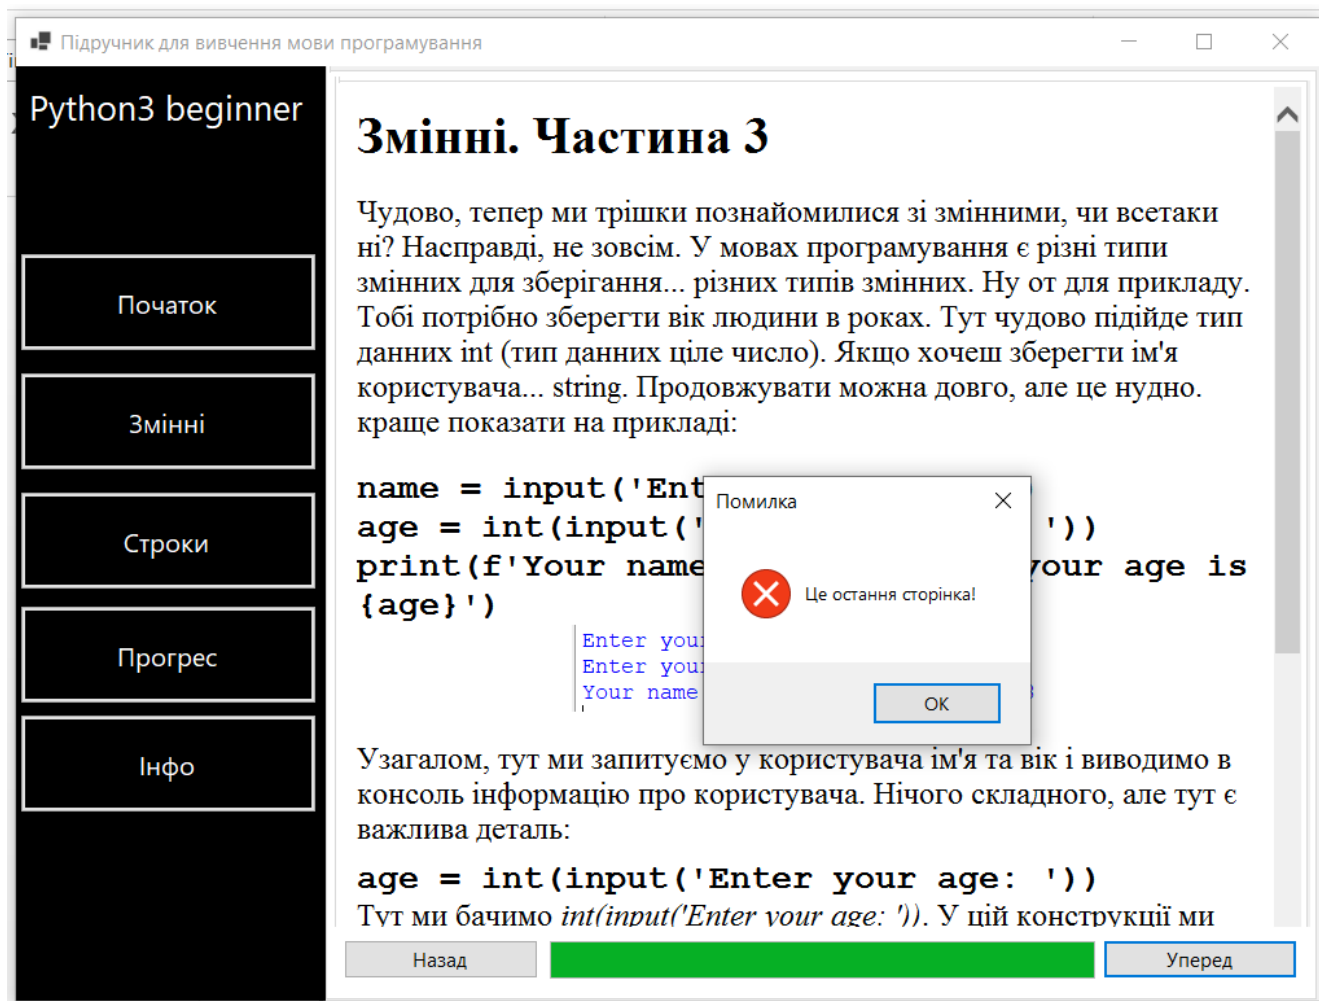 Підручник для вивчення мови програмування
Python3 beginner
Початок
Змінні
Строки
Прогрес
Інфо
Змінні. Частина 3
Чудово, тепер ми трішки познайомилися зі змінними, чи всетаки
ні? Насправді, не зовсім. У мовах програмування є різні типи
змінних для зберігання... різних типів змінних. Ну от для прикладу.
Тобі потрібно зберегти вік людини в роках. Тут чудово підійде тип
данних int (тип данних ціле число). Якщо хочеш зберегти ім'я
користувача... string. Продовжувати можна довго, але це нудно.
краще показати на прикладі:
name = input('Ent
age = int(input(' '))
print(f'Your name your age is
{age}')
Enter you
Enter you
Your name
Помилка
Це остання сторінка!
ОК
Узагалом, тут ми запитуємо у користувача ім'я та вік і виводимо в
консоль інформацію про користувача. Нічого складного, але тут є
важлива деталь:
age = int(input('Enter your age: '))
Тут ми бачимо int(input('Enter your age: ')). У цій конструкції ми
Назад
Уперед